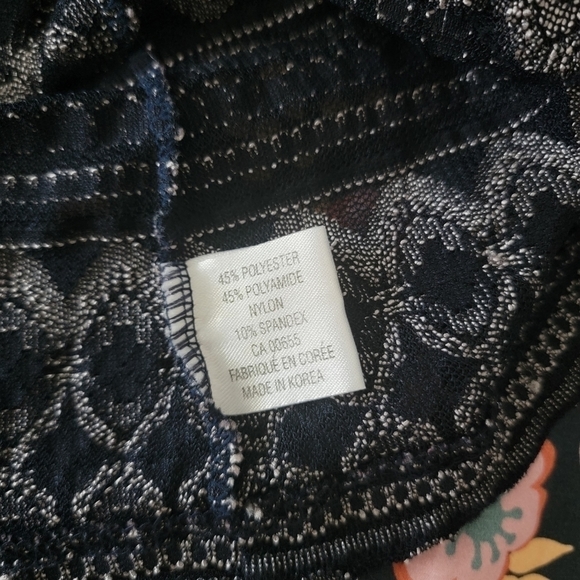 45% POLYESTER
45% POLYAMIDE
NYLON
10% SPANDEX
CA 00655
FABRIQUÉ EN CORÉE
MADE IN KOREA